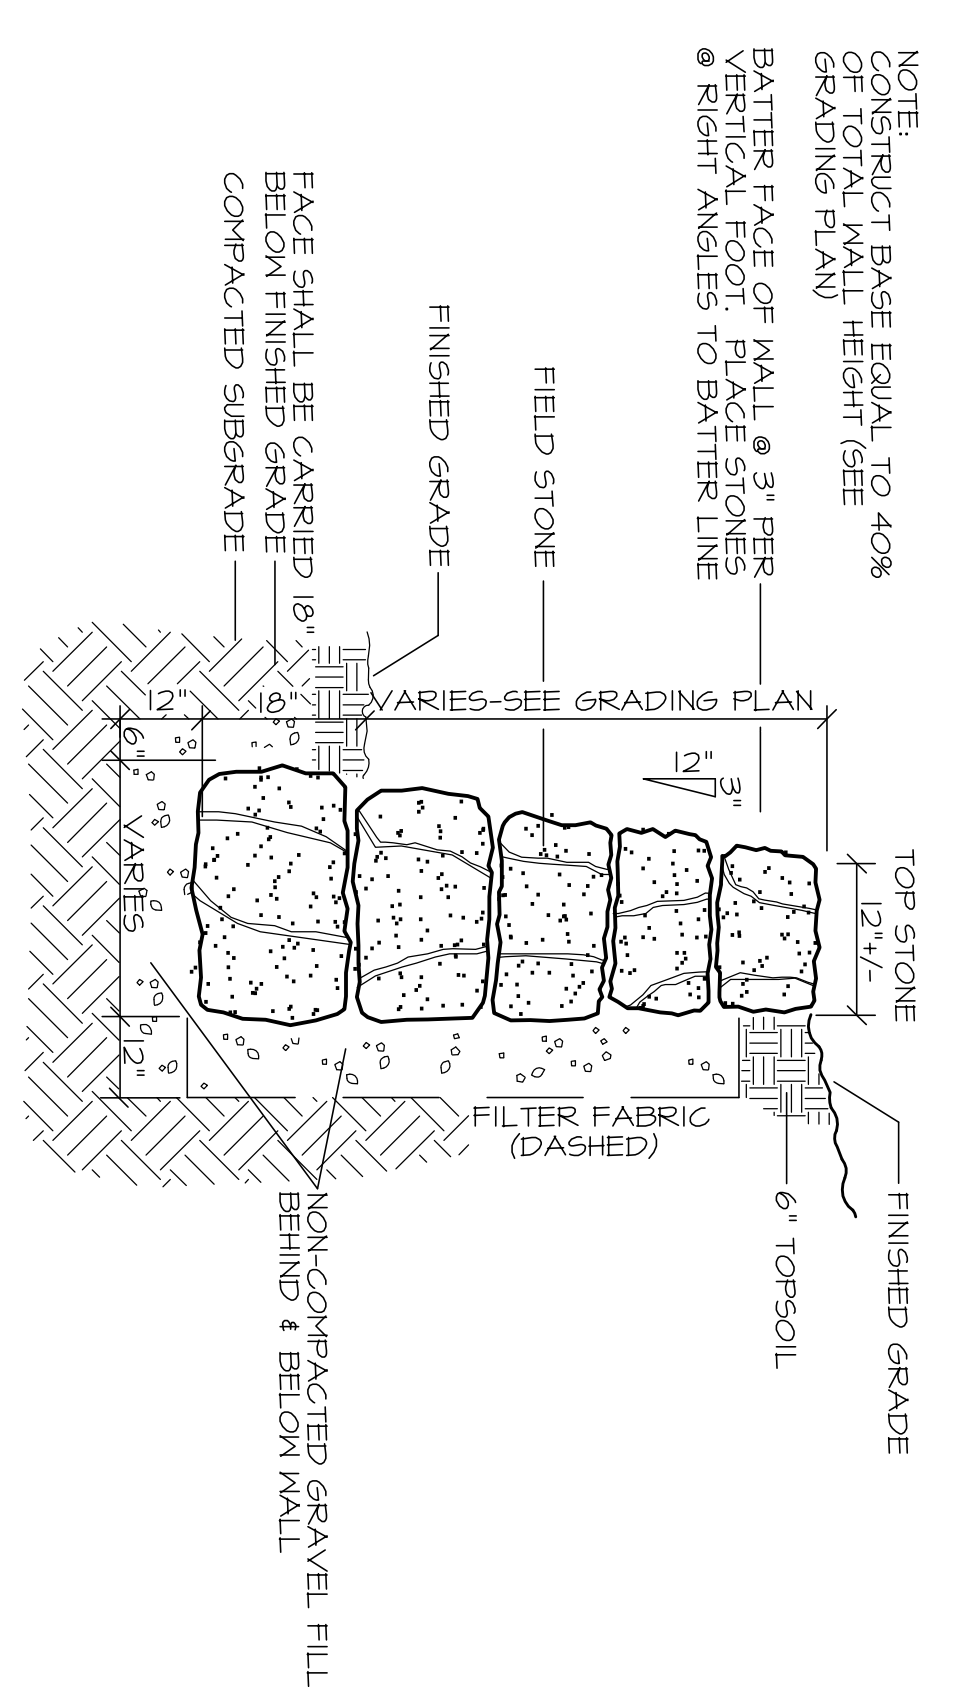 NOTE:
CONSTRUCT BASE EQUAL TO 40%
OF TOTAL WALL HEIGHT (SEE
GRADING PLAN)
BATTER FACE OF WALL @ 3" PER
VERTICAL FOOT. PLACE STONES
@ RIGHT ANGLES TO BATTER LINE
FIELD STONE
FINISHED GRADE
FACE SHALL BE CARRIED 18"
BELOW FINISHED GRADE
COMPACTED SUBGRADE
TOP STONE
12"+/-
3"
12"
VARIES-SEE GRADING PLAN
18"
12"
6"
VARIES
12"
FINISHED GRADE
6" TOPSOIL
FILTER FABRIC
(DASHED)
NON-COMPACTED GRAVEL FILL
BEHIND & BELOW WALL